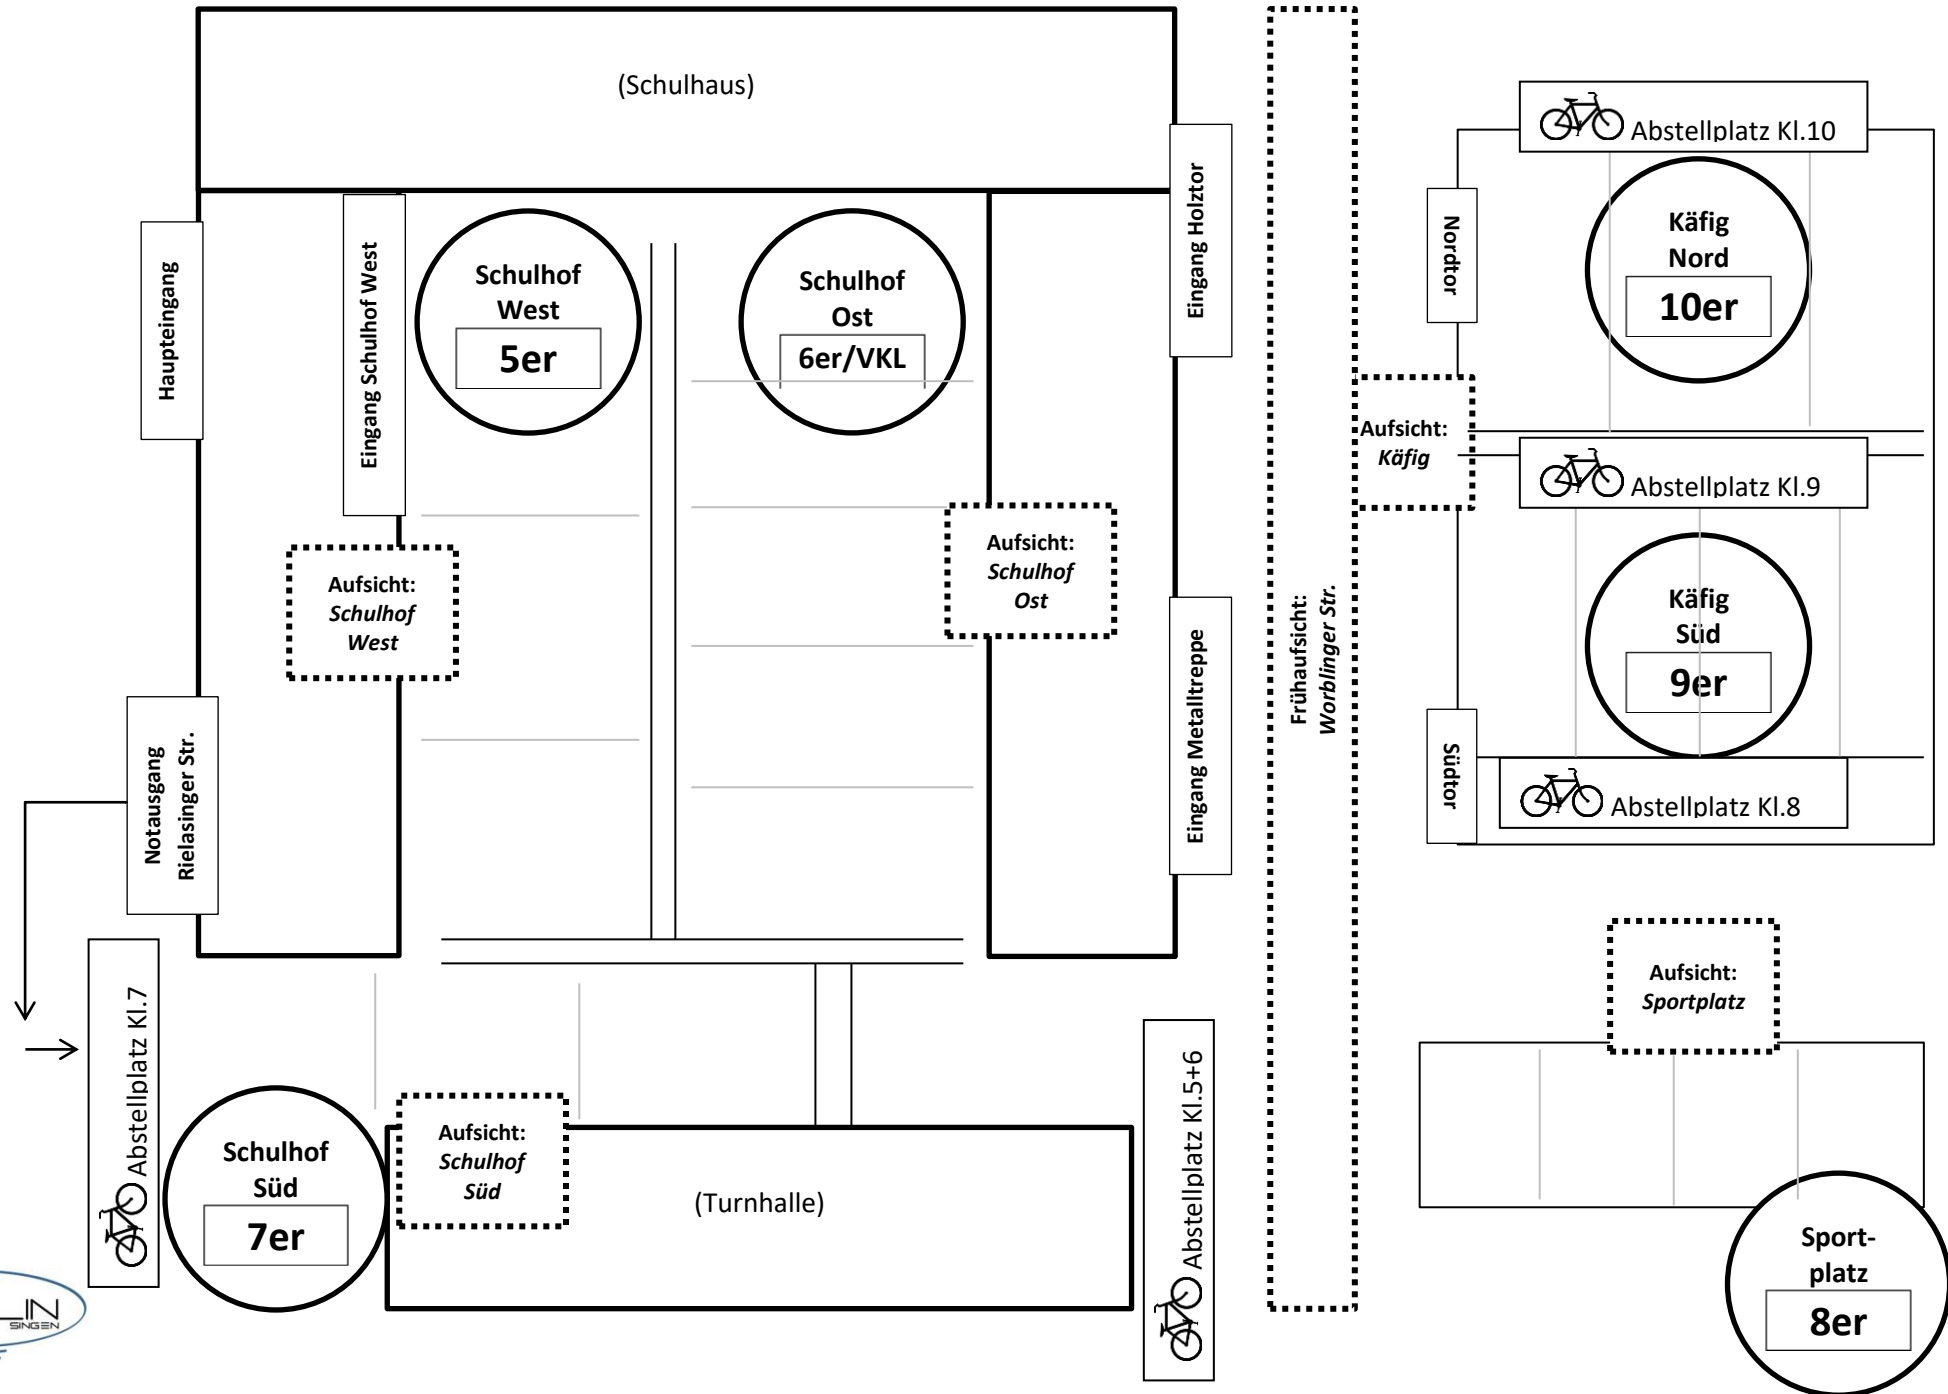 (Schulhaus)
Haupteingang
Eingang Schulhof West
Schulhof
West
5er
Schulhof
Ost
6er/VKL
Eingang Holztor
Aufsicht:
Schulhof
West
Aufsicht:
Schulhof
Ost
Notausgang
Rielasinger Str.
Eingang Metalltreppe
Frühaufsicht:
Worblinger Str.
Abstellplatz Kl.10
Nordtor
Käfig
Nord
10er
Aufsicht:
Käfig
Abstellplatz Kl.9
Käfig
Süd
9er
Südtor
Abstellplatz Kl.8
Aufsicht:
Sportplatz
Sport-
platz
8er
Abstellplatz Kl.7
Schulhof
Süd
7er
Aufsicht:
Schulhof
Süd
(Turnhalle)
Abstellplatz Kl.5+6
SINGEN